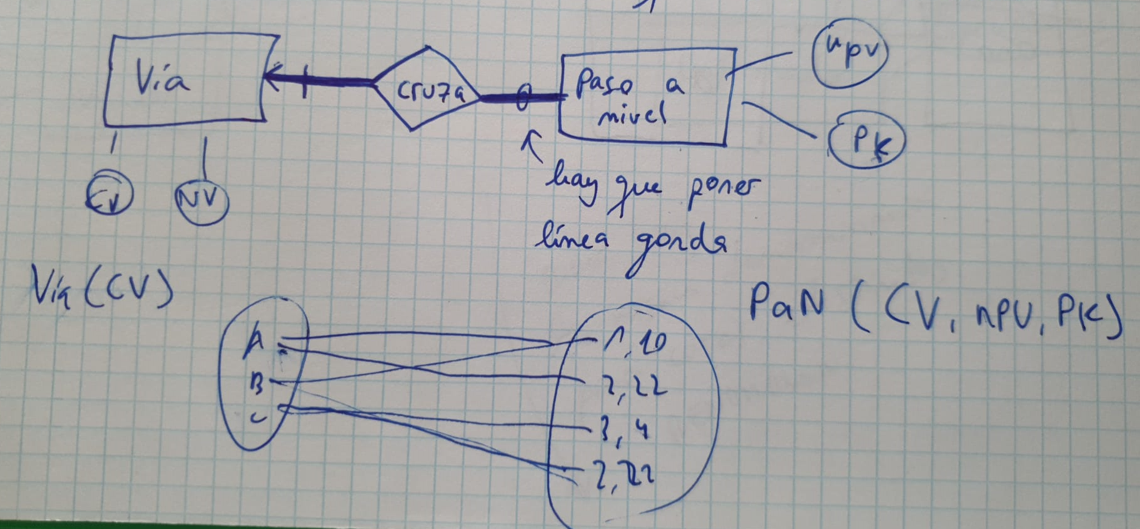 Vía
cruza
Paso a
nivel
npv
PK
CV
NV
hay que poner
línea gorda
Vía (CV)
PaN (CV, nPV, PK)
A
B
C
1, 10
2, 22
3, 4
2, 22